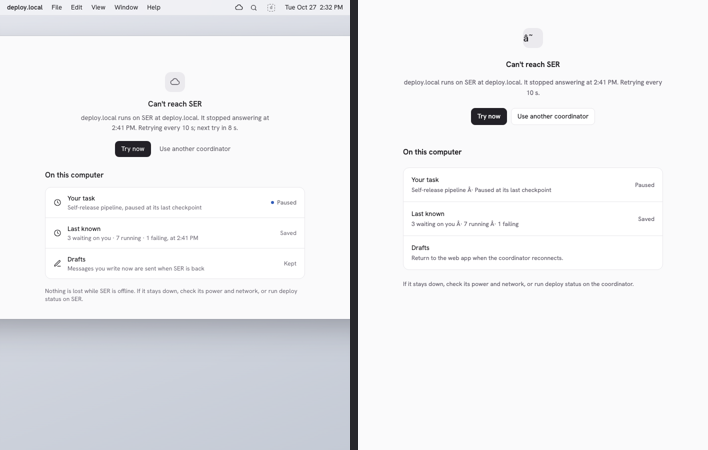 deploy.local File Edit View Window Help Tue Oct 27 2:32 PM
Can't reach SER
deploy.local runs on SER at deploy.local. It stopped answering at
2:41 PM. Retrying every 10 s; next try in 8 s.
Try now Use another coordinator
On this computer
Your task
Self-release pipeline, paused at its last checkpoint
Paused
Last known
3 waiting on you · 7 running · 1 failing, at 2:41 PM
Saved
Drafts
Messages you write now are sent when SER is back
Kept
Nothing is lost while SER is offline. If it stays down, check its power and network, or run deploy
status on SER.
â˜
Can't reach SER
deploy.local runs on SER at deploy.local. It stopped answering at 2:41 PM. Retrying every
10 s.
Try now Use another coordinator
On this computer
Your task
Self-release pipeline Â· Paused at its last checkpoint
Paused
Last known
3 waiting on you Â· 7 running Â· 1 failing
Saved
Drafts
Return to the web app when the coordinator reconnects.
If it stays down, check its power and network, or run deploy status on the coordinator.